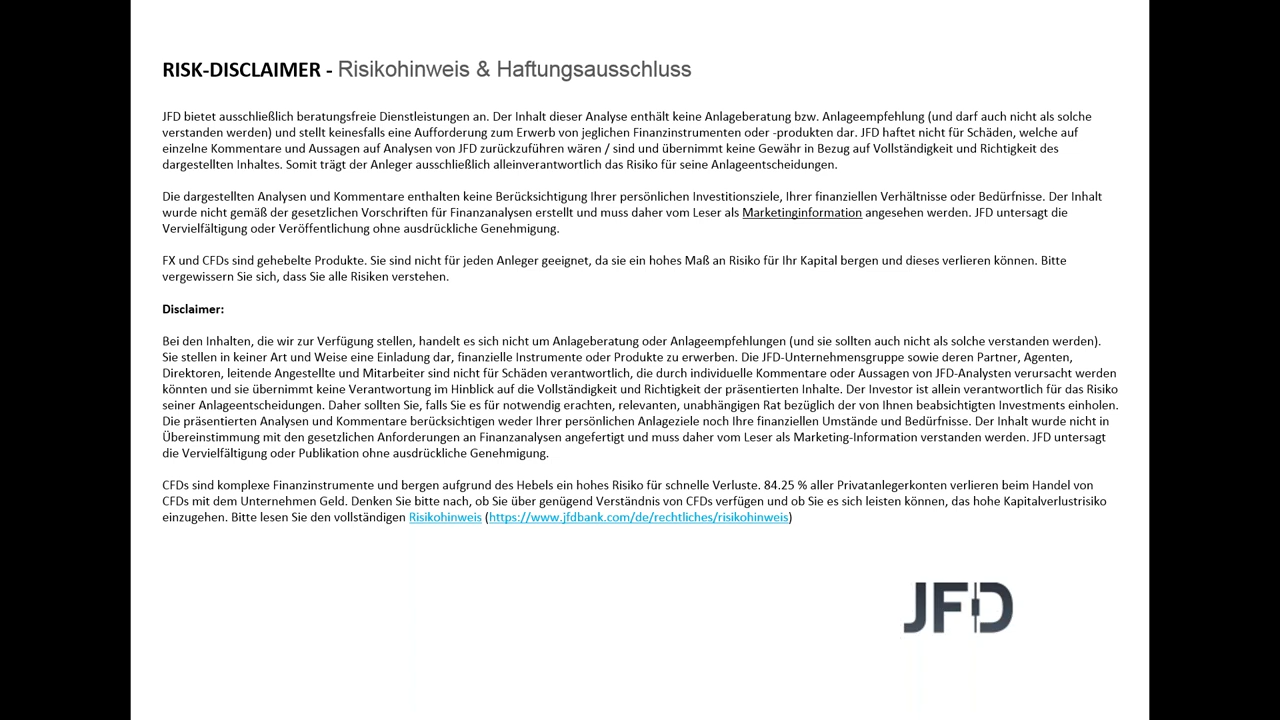 RISK-DISCLAIMER - Risikohinweis & Haftungsausschluss
JFD bietet ausschließlich beratungsfreie Dienstleistungen an. Der Inhalt dieser Analyse enthält keine Anlageberatung bzw. Anlageempfehlung (und darf auch nicht als solche
verstanden werden) und stellt keinesfalls eine Aufforderung zum Erwerb von jeglichen Finanzinstrumenten oder -produkten dar. JFD haftet nicht für Schäden, welche auf
einzelne Kommentare und Aussagen auf Analysen von JFD zurückzuführen wären / sind und übernimmt keine Gewähr in Bezug auf Vollständigkeit und Richtigkeit des
dargestellten Inhaltes. Somit trägt der Anleger ausschließlich alleinverantwortlich das Risiko für seine Anlageentscheidungen.
Die dargestellten Analysen und Kommentare enthalten keine Berücksichtigung Ihrer persönlichen Investitionsziele, Ihrer finanziellen Verhältnisse oder Bedürfnisse. Der Inhalt
wurde nicht gemäß der gesetzlichen Vorschriften für Finanzanalysen erstellt und muss daher vom Leser als Marketinginformation angesehen werden. JFD untersagt die
Vervielfältigung oder Veröffentlichung ohne ausdrückliche Genehmigung.
FX und CFDs sind gehebelte Produkte. Sie sind nicht für jeden Anleger geeignet, da sie ein hohes Maß an Risiko für Ihr Kapital bergen und dieses verlieren können. Bitte
vergewissern Sie sich, dass Sie alle Risiken verstehen.
Disclaimer:
Bei den Inhalten, die wir zur Verfügung stellen, handelt es sich nicht um Anlageberatung oder Anlageempfehlungen (und sie sollten auch nicht als solche verstanden werden).
Sie stellen in keiner Art und Weise eine Einladung dar, finanzielle Instrumente oder Produkte zu erwerben. Die JFD-Unternehmensgruppe sowie deren Partner, Agenten,
Direktoren, leitende Angestellte und Mitarbeiter sind nicht für Schäden verantwortlich, die durch individuelle Kommentare oder Aussagen von JFD-Analysten verursacht werden
könnten und sie übernimmt keine Verantwortung im Hinblick auf die Vollständigkeit und Richtigkeit der präsentierten Inhalte. Der Investor ist allein verantwortlich für das Risiko
seiner Anlageentscheidungen. Daher sollten Sie, falls Sie es für notwendig erachten, relevanten, unabhängigen Rat bezüglich der von Ihnen beabsichtigten Investments einholen.
Die präsentierten Analysen und Kommentare berücksichtigen weder Ihrer persönlichen Anlageziele noch Ihre finanziellen Umstände und Bedürfnisse. Der Inhalt wurde nicht in
Übereinstimmung mit den gesetzlichen Anforderungen an Finanzanalysen angefertigt und muss daher vom Leser als Marketing-Information verstanden werden. JFD untersagt
die Vervielfältigung oder Publikation ohne ausdrückliche Genehmigung.
CFDs sind komplexe Finanzinstrumente und bergen aufgrund des Hebels ein hohes Risiko für schnelle Verluste. 84.25 % aller Privatanlegerkonten verlieren beim Handel von
CFDs mit dem Unternehmen Geld. Denken Sie bitte nach, ob Sie über genügend Verständnis von CFDs verfügen und ob Sie es sich leisten können, das hohe Kapitalverlustrisiko
einzugehen. Bitte lesen Sie den vollständigen Risikohinweis (https://www.jfdbank.com/de/rechtliches/risikohinweis)
JFD